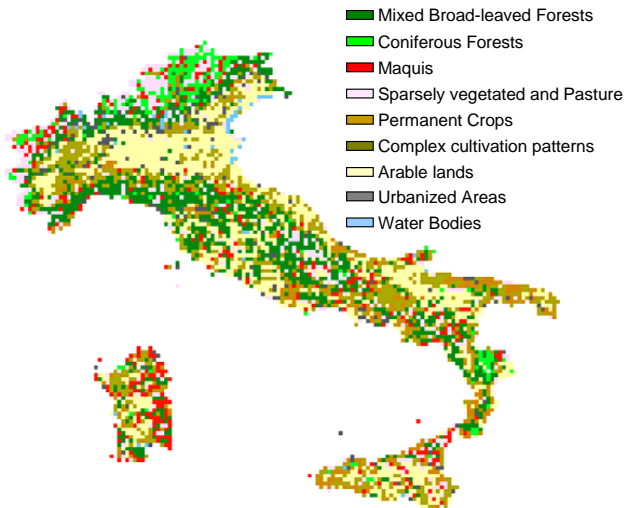 Mixed Broad-leaved Forests
Coniferous Forests
Maquis
Sparsely vegetated and Pasture
Permanent Crops
Complex cultivation patterns
Arable lands
Urbanized Areas
Water Bodies